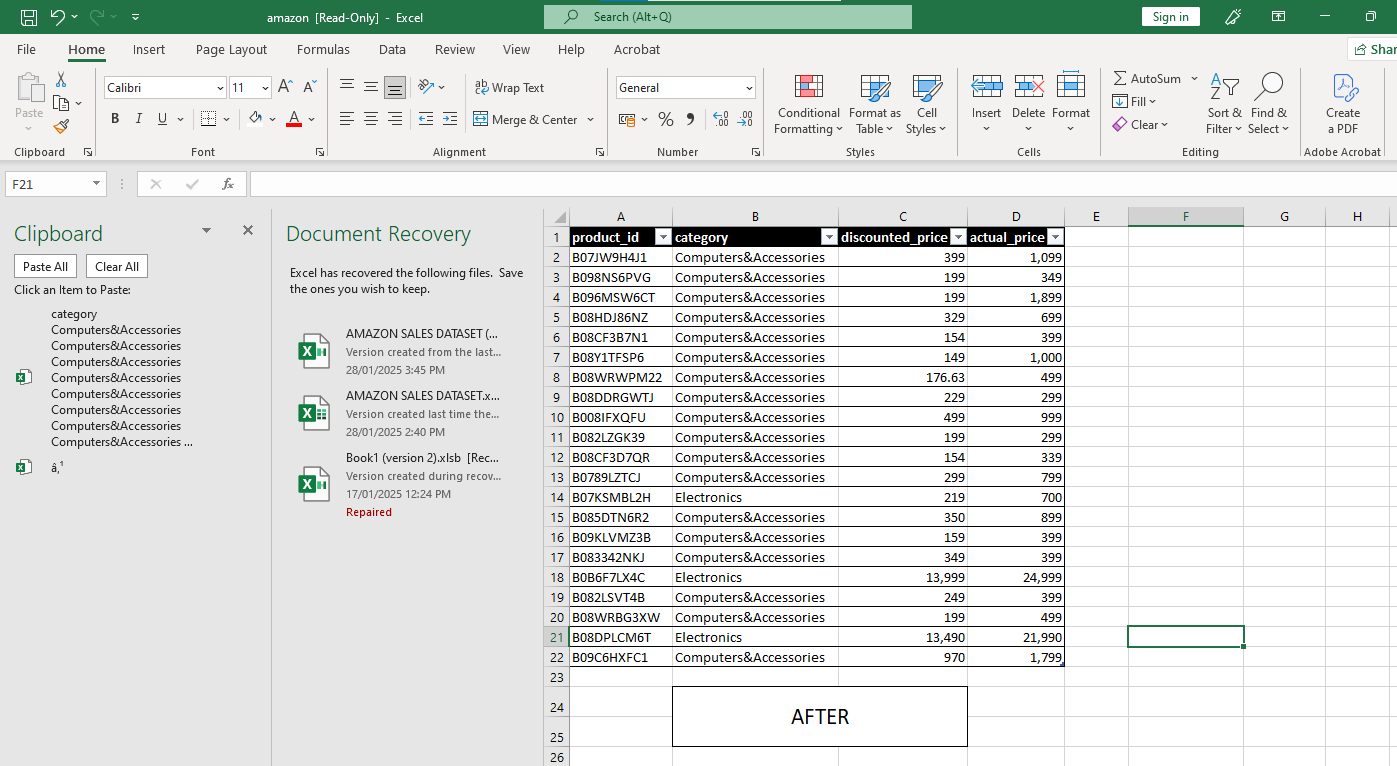 amazon [Read-Only] - Excel
Search (Alt+Q)
Sign in
File Home Insert Page Layout Formulas Data Review View Help Acrobat
Share
Paste
Clipboard
Calibri 11
B I U
Font
Wrap Text
Merge & Center
Alignment
General
Number
Conditional Formatting
Format as Table
Cell Styles
Styles
Insert Delete Format
Cells
AutoSum
Fill
Clear
Sort & Filter
Find & Select
Editing
Create a PDF
Adobe Acrobat
F21
fx
Clipboard
Paste All Clear All
Click an Item to Paste:
category
Computers&Accessories
Computers&Accessories
Computers&Accessories
Computers&Accessories
Computers&Accessories
Computers&Accessories
Computers&Accessories
Computers&Accessories ...
â‚¹
Document Recovery
Excel has recovered the following files. Save
the ones you wish to keep.
AMAZON SALES DATASET (...
Version created from the last...
28/01/2025 3:45 PM
AMAZON SALES DATASET.x...
Version created last time the...
28/01/2025 2:40 PM
Book1 (version 2).xlsb [Rec...
Version created during recov...
17/01/2025 12:24 PM
Repaired
A B C D E F G H
1 product_id category discounted_price actual_price
2 B07JW9H4J1 Computers&Accessories 399 1,099
3 B098NS6PVG Computers&Accessories 199 349
4 B096MSW6CT Computers&Accessories 199 1,899
5 B08HDJ86NZ Computers&Accessories 329 699
6 B08CF3B7N1 Computers&Accessories 154 399
7 B08Y1TFSP6 Computers&Accessories 149 1,000
8 B08WRWPM22 Computers&Accessories 176.63 499
9 B08DDRGWTJ Computers&Accessories 229 299
10 B008IFXQFU Computers&Accessories 499 999
11 B082LZGK39 Computers&Accessories 199 299
12 B08CF3D7QR Computers&Accessories 154 339
13 B0789LZTCJ Computers&Accessories 299 799
14 B07KSMBL2H Electronics 219 700
15 B085DTN6R2 Computers&Accessories 350 899
16 B09KLVMZ3B Computers&Accessories 159 399
17 B083342NKJ Computers&Accessories 349 399
18 B0B6F7LX4C Electronics 13,999 24,999
19 B082LSVT4B Computers&Accessories 249 399
20 B08WRBG3XW Computers&Accessories 199 499
21 B08DPLCM6T Electronics 13,490 21,990
22 B09C6HXFC1 Computers&Accessories 970 1,799
23
24
AFTER
25
26